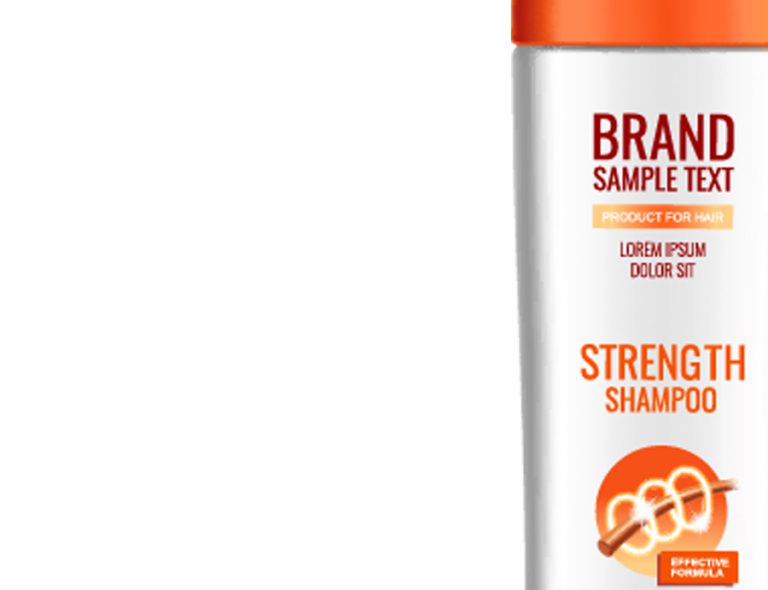 BRAND
SAMPLE TEXT
PRODUCT FOR HAIR
LOREM IPSUM
DOLOR SIT
STRENGTH
SHAMPOO
EFFECTIVE
FORMULA